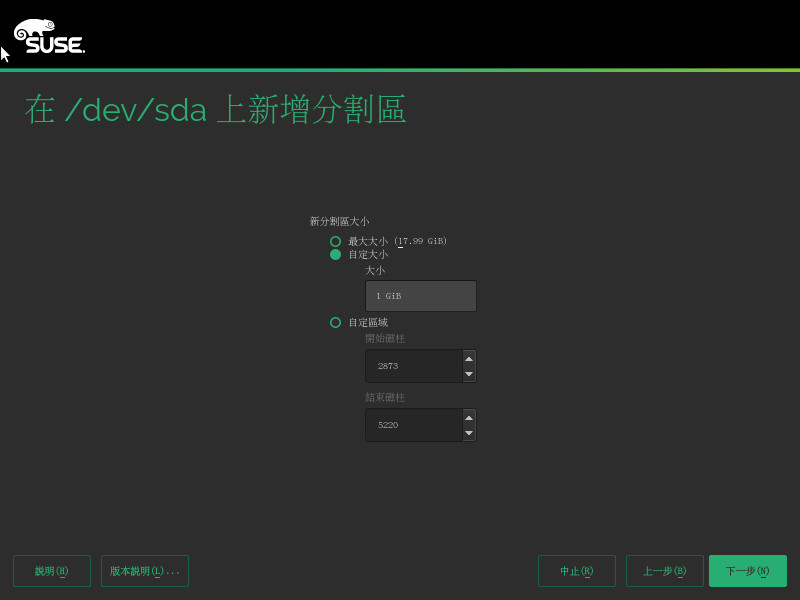 SUSE.
在 /dev/sda 上新增分割區
新分割區大小
最大大小 (17.99 GiB)
自定大小
大小
1 GiB
自定區域
開始磁柱
2873
結束磁柱
5220
說明(H) 版本說明(L)... 中止(R) 上一步(B) 下一步(N)